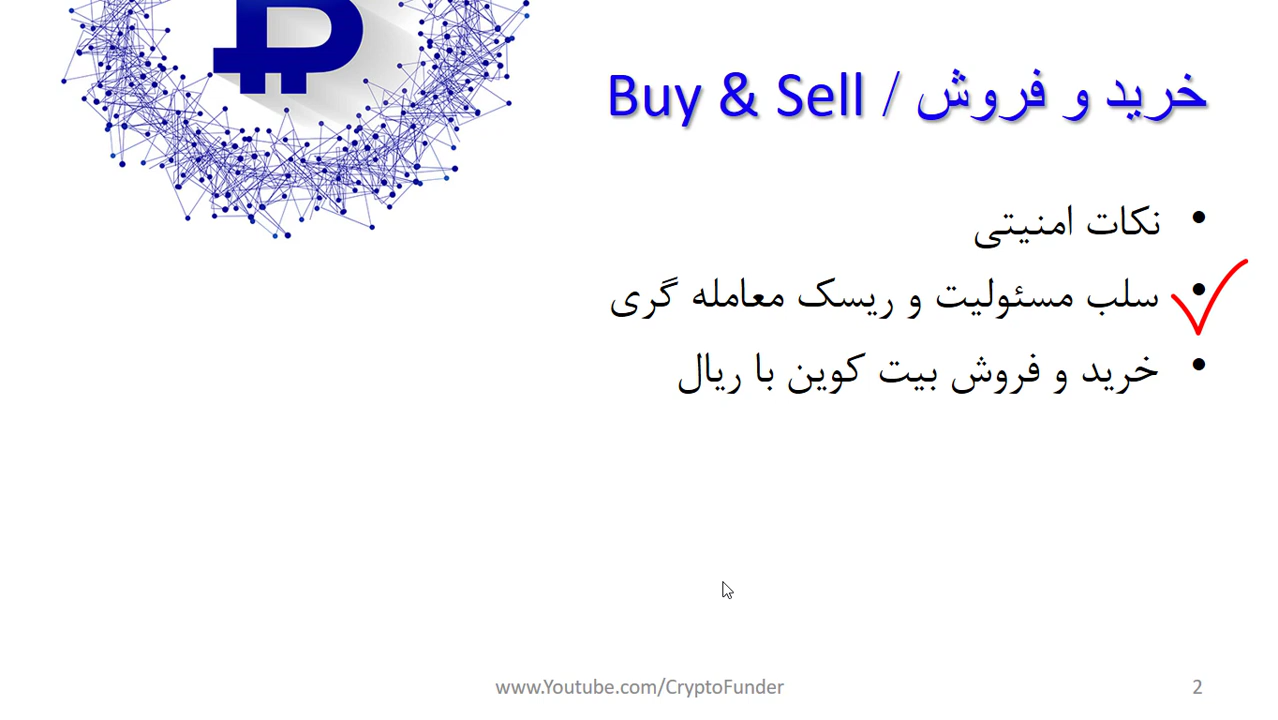 خرید و فروش / Buy & Sell
• نکات امنیتی
• سلب مسئولیت و ریسک معامله گری
• خرید و فروش بیت کوین با ریال
www.Youtube.com/CryptoFunder
2